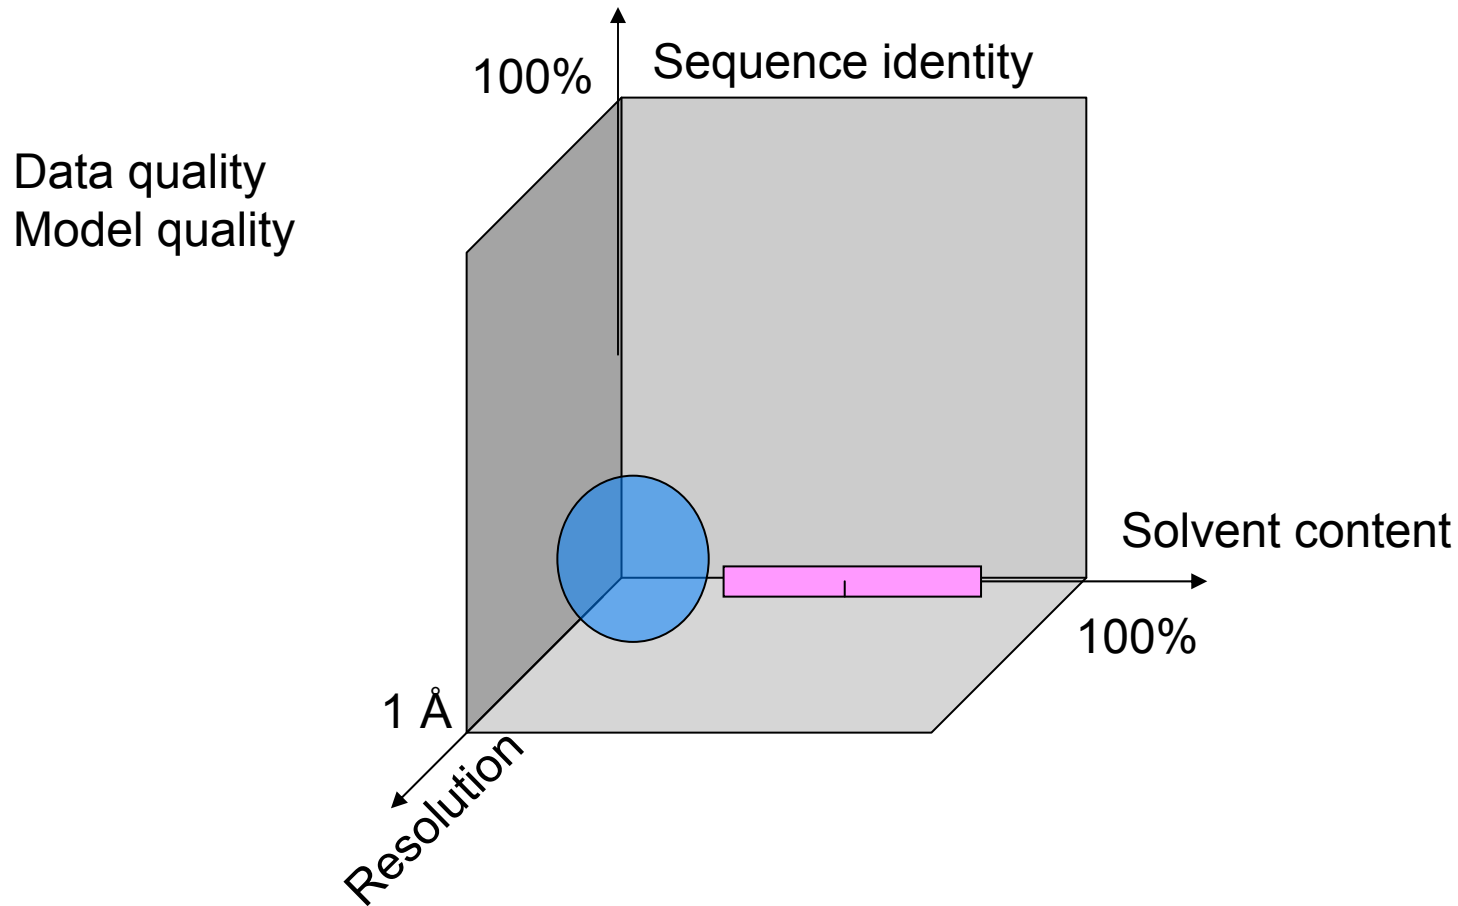 100%
Sequence identity
Data quality
Model quality
Solvent content
100%
1 Å
Resolution